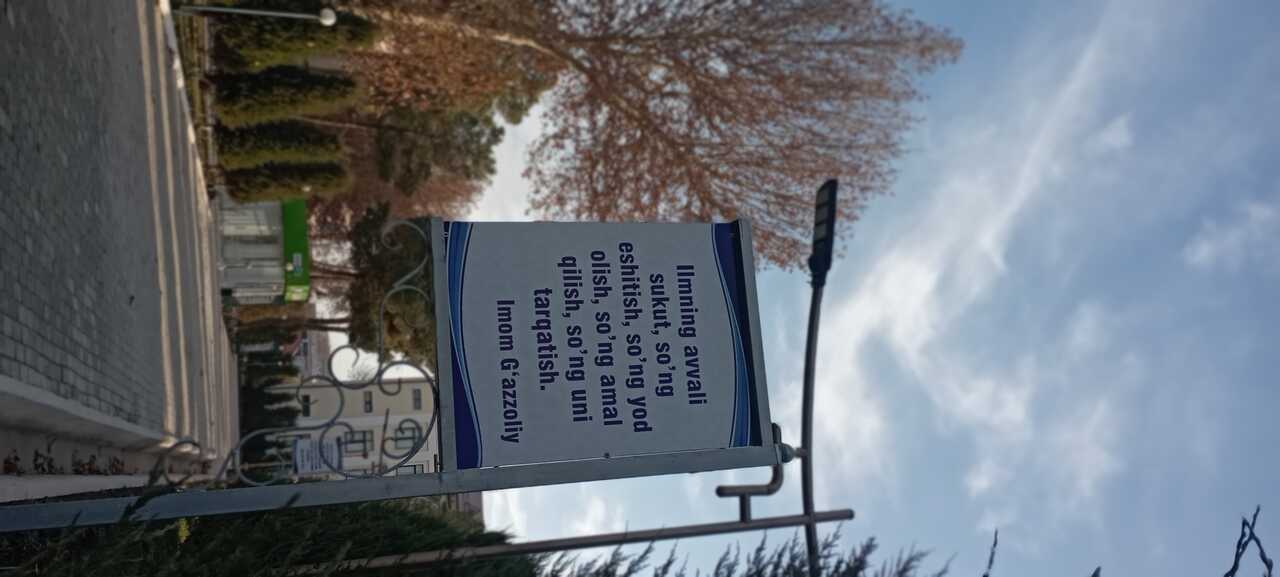 Ilmning avvali
sukut, so'ng
eshitish, so'ng yod
olish, so'ng amal
qilish, so'ng uni
tarqatish.
Imom G'azzoliy